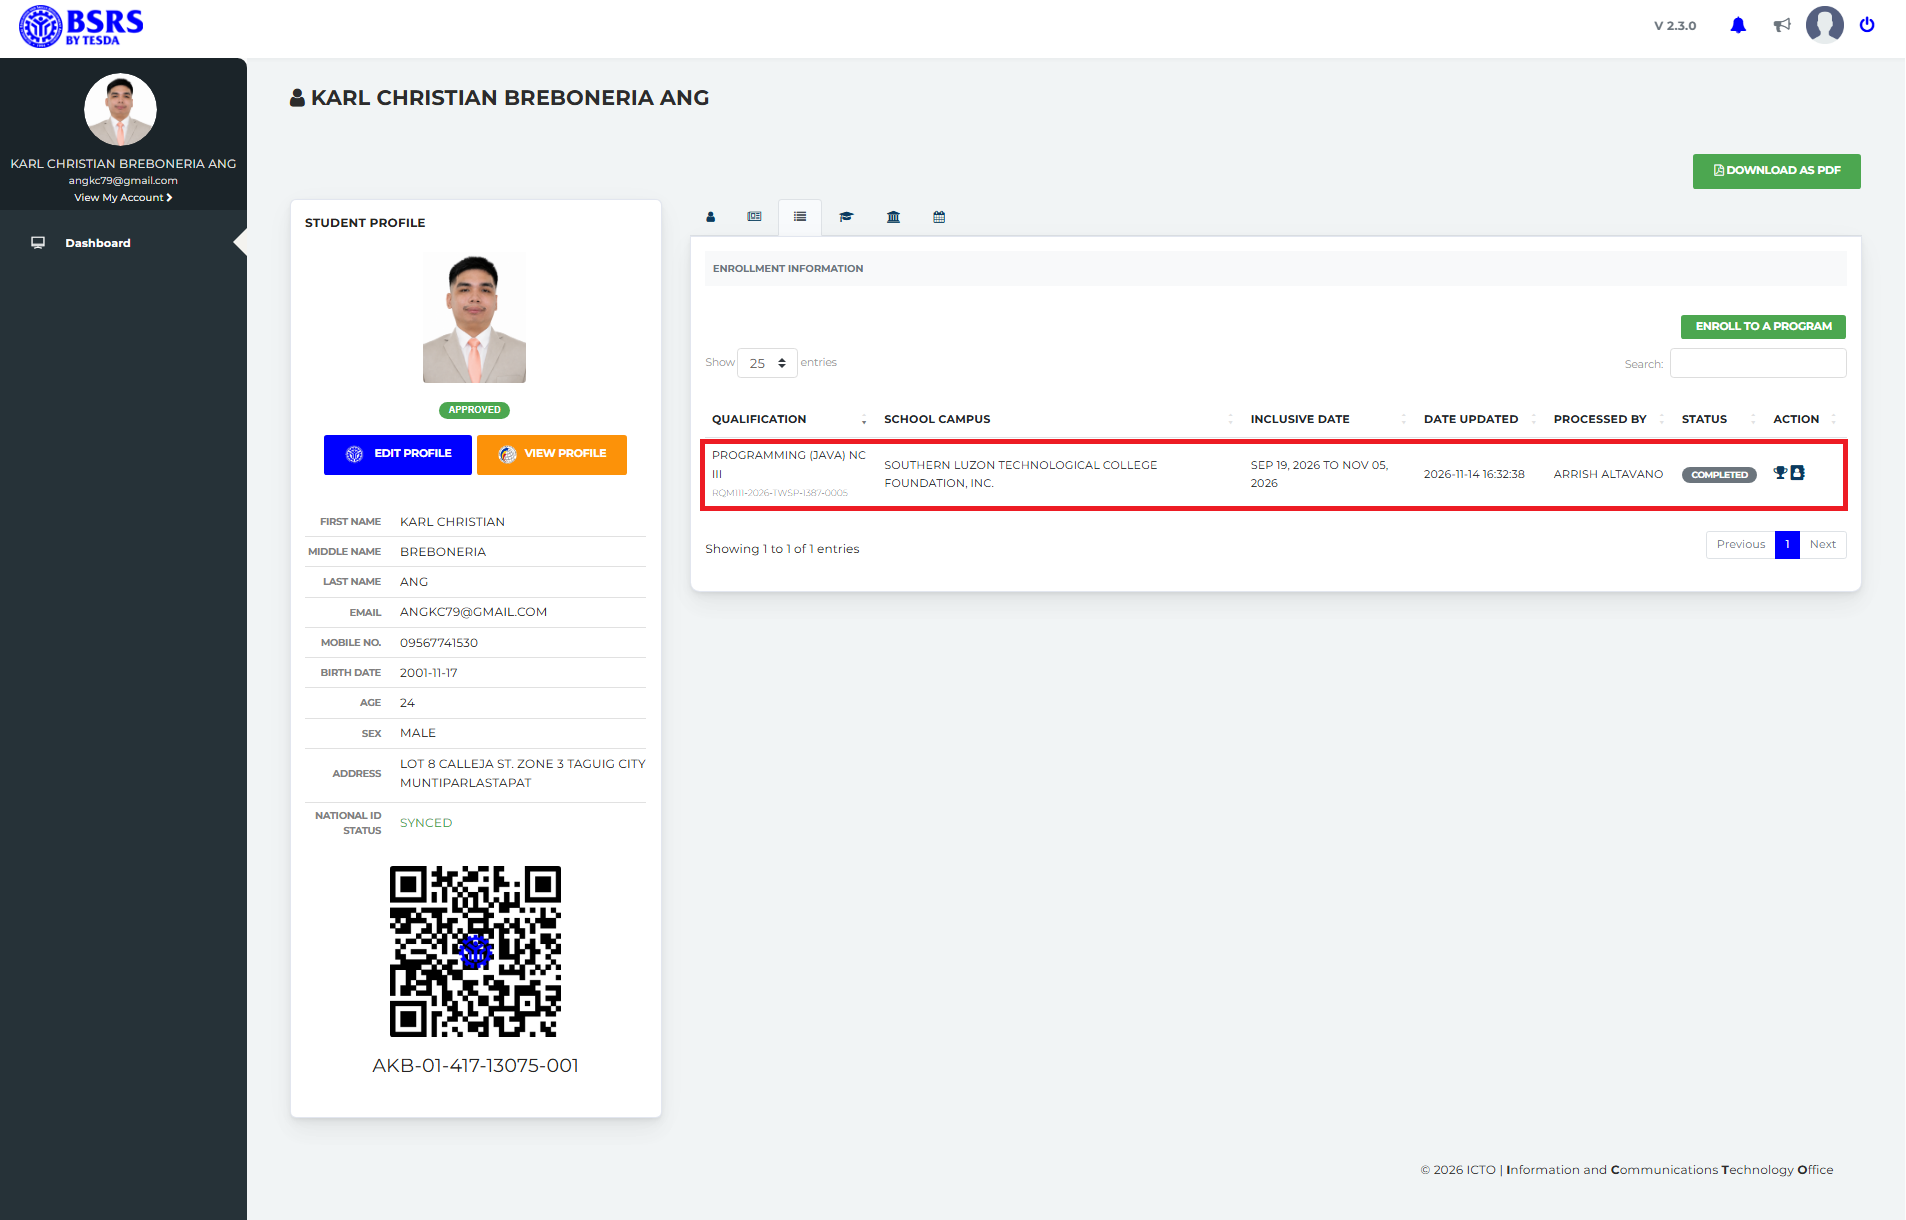 BSRS
BY TESDA
V 2.3.0
KARL CHRISTIAN BREBONERIA ANG
angkc79@gmail.com
View My Account
Dashboard
KARL CHRISTIAN BREBONERIA ANG
DOWNLOAD AS PDF
STUDENT PROFILE
APPROVED
EDIT PROFILE
VIEW PROFILE
FIRST NAME KARL CHRISTIAN
MIDDLE NAME BREBONERIA
LAST NAME ANG
EMAIL ANGKC79@GMAIL.COM
MOBILE NO. 09567741530
BIRTH DATE 2001-11-17
AGE 24
SEX MALE
ADDRESS LOT 8 CALLEJA ST. ZONE 3 TAGUIG CITY
MUNTIPARLASTAPAT
NATIONAL ID
STATUS SYNCED
AKB-01-417-13075-001
ENROLLMENT INFORMATION
ENROLL TO A PROGRAM
Show 25 entries
Search:
QUALIFICATION SCHOOL CAMPUS INCLUSIVE DATE DATE UPDATED PROCESSED BY STATUS ACTION
PROGRAMMING (JAVA) NC
III
RQMIII-2026-TWSP-1387-0005
SOUTHERN LUZON TECHNOLOGICAL COLLEGE
FOUNDATION, INC.
SEP 19, 2026 TO NOV 05,
2026
2026-11-14 16:32:38
ARRISH ALTAVANO
COMPLETED
Showing 1 to 1 of 1 entries
Previous 1 Next
© 2026 ICTO | Information and Communications Technology Office